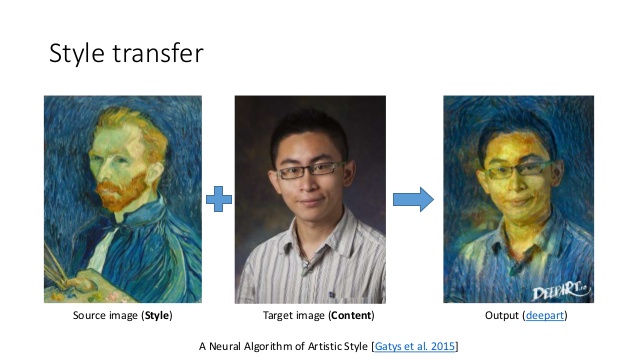 Style transfer
DEEPART.io
Source image (Style)
Target image (Content)
Output (deepart)
A Neural Algorithm of Artistic Style [Gatys et al. 2015]